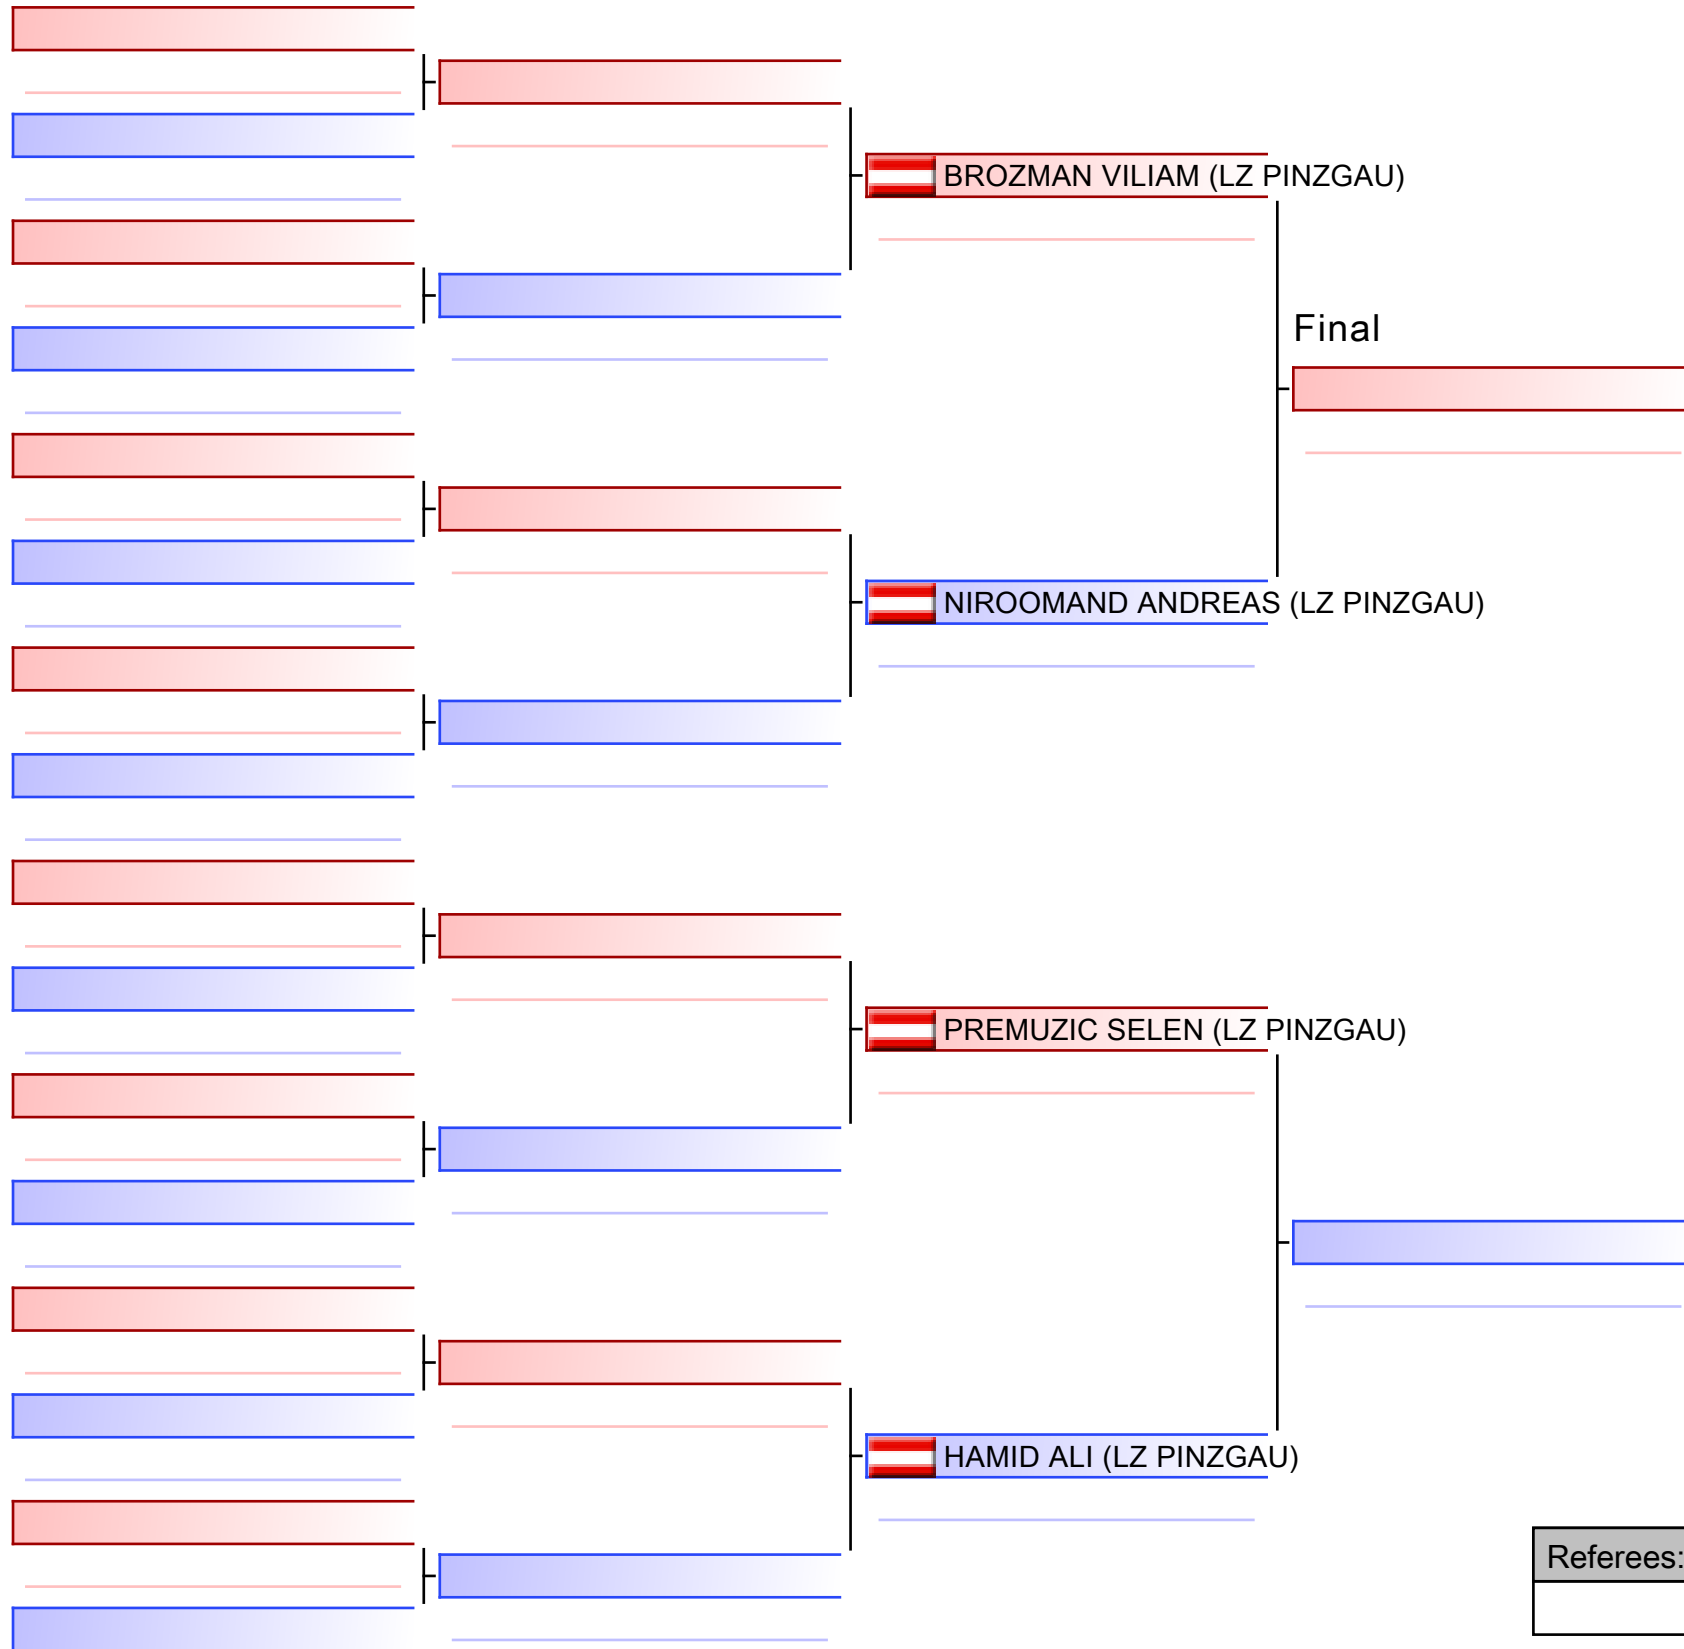 BROZMAN VILIAM (LZ PINZGAU)
Final
NIROOMAND ANDREAS (LZ PINZGAU)
PREMUZIC SELEN (LZ PINZGAU)
HAMID ALI (LZ PINZGAU)
Referees: